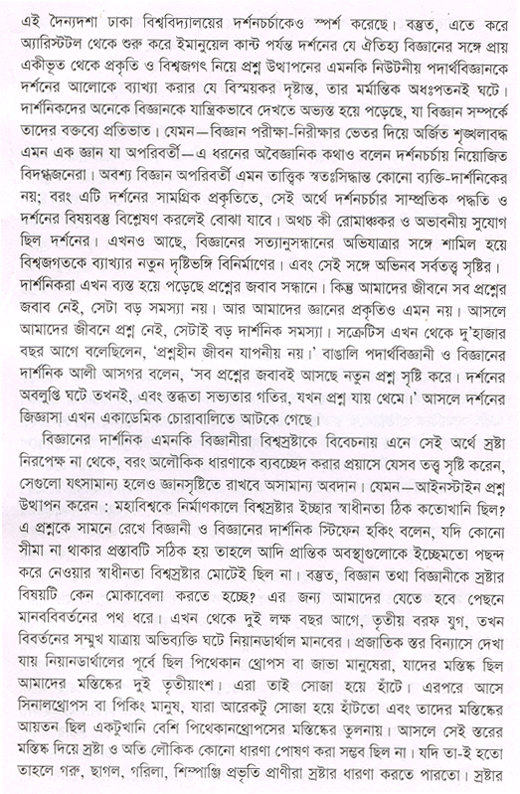 এই দৈন্যদশা ঢাকা বিশ্ববিদ্যালয়ের দর্শনচর্চাকেও স্পর্শ করেছে। বস্তুত, এতে করে
অ্যারিস্টটল থেকে শুরু করে ইমানুয়েল কান্ট পর্যন্ত দর্শনের যে ঐতিহ্য বিজ্ঞানের সঙ্গে প্রায়
একীভূত থেকে প্রকৃতি ও বিশ্বজগৎ নিয়ে প্রশ্ন উত্থাপনের এমনকি নিউটনীয় পদার্থবিজ্ঞানকে
দর্শনের আলোকে ব্যাখ্যা করার যে বিস্ময়কর দৃষ্টান্ত, তার মর্মান্তিক অধঃপতনই ঘটে।
দার্শনিকদের অনেকে বিজ্ঞানকে যান্ত্রিকভাবে দেখতে অভ্যস্ত হয়ে পড়েছে, যা বিজ্ঞান সম্পর্কে
তাদের বক্তব্যে প্রতিভাত। যেমন—বিজ্ঞান পরীক্ষা-নিরীক্ষার ভেতর দিয়ে অর্জিত শৃঙ্খলাবদ্ধ
এমন এক জ্ঞান যা অপরিবর্তী—এ ধরনের অবৈজ্ঞানিক কথাও বলেন দর্শনচর্চায় নিয়োজিত
বিদগ্ধজনেরা। অবশ্য বিজ্ঞান অপরিবর্তী এমন তাত্ত্বিক স্বতঃসিদ্ধান্ত কোনো ব্যক্তি-দার্শনিকের
নয়; বরং এটি দর্শনের সামগ্রিক প্রকৃতিতে, সেই অর্থে দর্শনচর্চার সাম্প্রতিক পদ্ধতি ও
দর্শনের বিষয়বস্তু বিশ্লেষণ করলেই বোঝা যাবে। অথচ কী রোমাঞ্চকর ও অভাবনীয় সুযোগ
ছিল দর্শনের। এখনও আছে, বিজ্ঞানের সত্যানুসন্ধানের অভিযাত্রার সঙ্গে শামিল হয়ে
বিশ্বজগতকে ব্যাখ্যার নতুন দৃষ্টিভঙ্গি বিনির্মাণের। এবং সেই সঙ্গে অভিনব সর্বতত্ত্ব সৃষ্টির।
দার্শনিকরা এখন ব্যস্ত হয়ে পড়েছে প্রশ্নের জবাব সন্ধানে। কিন্তু আমাদের জীবনে সব প্রশ্নের
জবাব নেই, সেটা বড় সমস্যা নয়। আর আমাদের জ্ঞানের প্রকৃতিও এমন নয়। আসলে
আমাদের জীবনে প্রশ্ন নেই, সেটাই বড় দার্শনিক সমস্যা। সক্রেটিস এখন থেকে দু'হাজার
বছর আগে বলেছিলেন, 'প্রশ্নহীন জীবন যাপনীয় নয়।' বাঙালি পদার্থবিজ্ঞানী ও বিজ্ঞানের
দার্শনিক আলী আসগর বলেন, 'সব প্রশ্নের জবাবই আসছে নতুন প্রশ্ন সৃষ্টি করে। দর্শনের
অবলুপ্তি ঘটে তখনই, এবং স্তব্ধতা সভ্যতার গতির, যখন প্রশ্ন যায় থেমে।' আসলে দর্শনের
জিজ্ঞাসা এখন একাডেমিক চোরাবালিতে আটকে গেছে।
বিজ্ঞানের দার্শনিক এমনকি বিজ্ঞানীরা বিশ্বস্রষ্টাকে বিবেচনায় এনে সেই অর্থে স্রষ্টা
নিরপেক্ষ না থেকে, বরং অলৌকিক ধারণাকে ব্যবচ্ছেদ করার প্রয়াসে যেসব তত্ত্ব সৃষ্টি করেন,
সেগুলো যৎসামান্য হলেও জ্ঞানসৃষ্টিতে রাখবে অসামান্য অবদান। যেমন—আইনস্টাইন প্রশ্ন
উত্থাপন করেন : মহাবিশ্বকে নির্মাণকালে বিশ্বস্রষ্টার ইচ্ছার স্বাধীনতা ঠিক কতোখানি ছিল?
এ প্রশ্নকে সামনে রেখে বিজ্ঞানী ও বিজ্ঞানের দার্শনিক স্টিফেন হকিং বলেন, যদি কোনো
সীমা না থাকার প্রস্তাবটি সঠিক হয় তাহলে আদি প্রান্তিক অবস্থাগুলোকে ইচ্ছেমতো পছন্দ
করে নেওয়ার স্বাধীনতা বিশ্বস্রষ্টার মোটেই ছিল না। বস্তুত, বিজ্ঞান তথা বিজ্ঞানীকে স্রষ্টার
বিষয়টি কেন মোকাবেলা করতে হচ্ছে? এর জন্য আমাদের যেতে হবে পেছনে
মানববিবর্তনের পথ ধরে। এখন থেকে দুই লক্ষ বছর আগে, তৃতীয় বরফ যুগ, তখন
বিবর্তনের সম্মুখ যাত্রায় অভিব্যক্তি ঘটে নিয়ানডার্থাল মানবের। প্রজাতিক স্তর বিন্যাসে দেখা
যায় নিয়ানডার্থালের পূর্বে ছিল পিথেকান থ্রোপস বা জাভা মানুষেরা, যাদের মস্তিষ্ক ছিল
আমাদের মস্তিষ্কের দুই তৃতীয়াংশ। এরা তাই সোজা হয়ে হাঁটে। এরপরে আসে
সিনালথ্রোপস বা পিকিং মানুষ, যারা আরেকটু সোজা হয়ে হাঁটতো এবং তাদের মস্তিষ্কের
আয়তন ছিল একটুখানি বেশি পিথেকানথ্রোপসের মস্তিষ্কের তুলনায়। আসলে সেই স্তরের
মস্তিষ্ক দিয়ে স্রষ্টা ও অতি লৌকিক কোনো ধারণা পোষণ করা সম্ভব ছিল না। যদি তা-ই হতো
তাহলে গরু, ছাগল, গরিলা, শিম্পাঞ্জি প্রভৃতি প্রাণীরা স্রষ্টার ধারণা করতে পারতো। স্রষ্টার